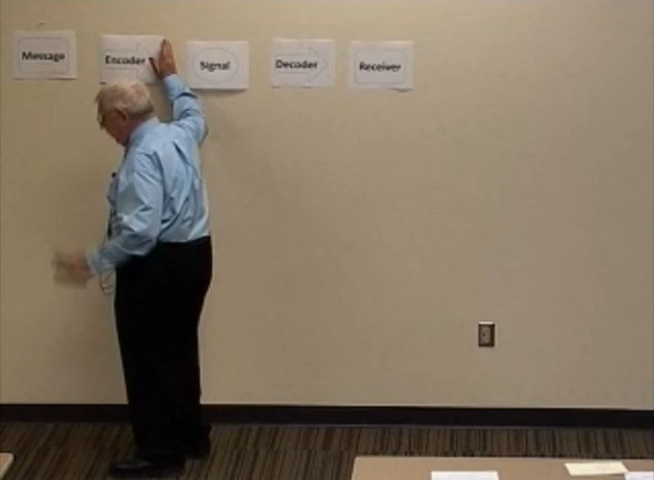 Message
Encoder
Signal
Decoder
Receiver